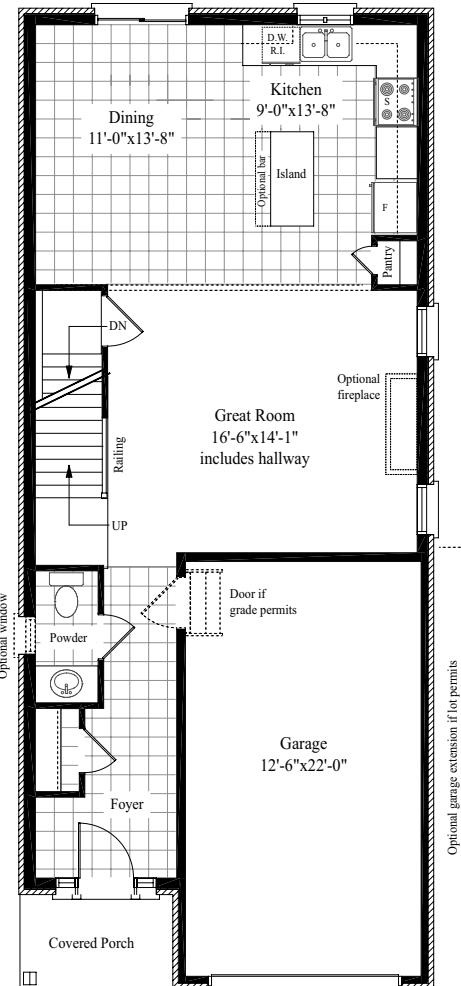 D.W.
R.I.
Kitchen
9'-0"x13'-8"
Dining
11'-0"x13'-8"
S
Optional bar
Island
F
Pantry
DN
Optional
fireplace
Great Room
16'-6"x14'-1"
includes hallway
Railing
UP
Door if
grade permits
Optional window
Powder
Garage
12'-6"x22'-0"
Optional garage extension if lot permits
Foyer
Covered Porch